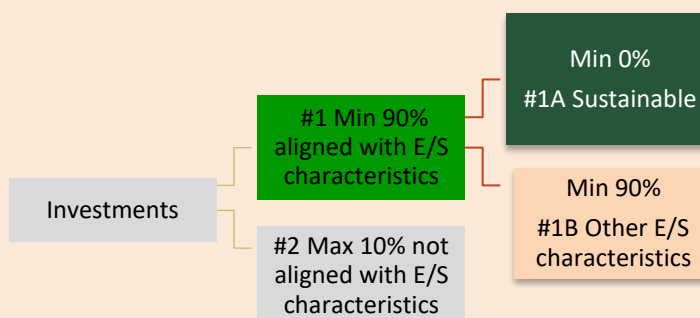 Investments
#1 Min 90%
aligned with E/S
characteristics
#2 Max 10% not
aligned with E/S
characteristics
Min 0%
#1A Sustainable
Min 90%
#1B Other E/S
characteristics